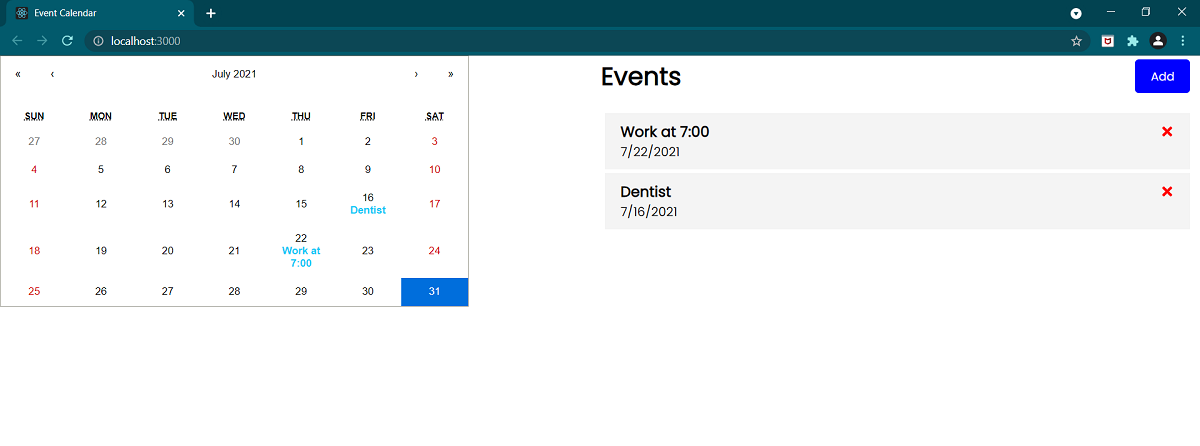 Event Calendar
localhost:3000
« ‹ July 2021 › »
SUN MON TUE WED THU FRI SAT
27 28 29 30 1 2 3
4 5 6 7 8 9 10
11 12 13 14 15 16 17
Dentist
18 19 20 21 22 23 24
Work at
7:00
25 26 27 28 29 30 31
Events
Add
Work at 7:00
7/22/2021
Dentist
7/16/2021